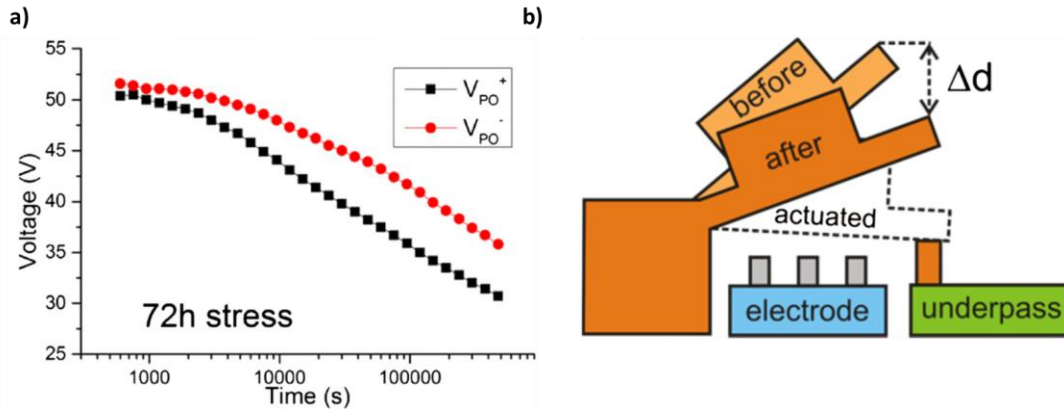 a)
55
50
45
40
35
30
25
Voltage (V)
V_PO^+
V_PO^-
72h stress
1000 10000 100000
Time (s)
b)
before
after
Δd
actuated
electrode
underpass